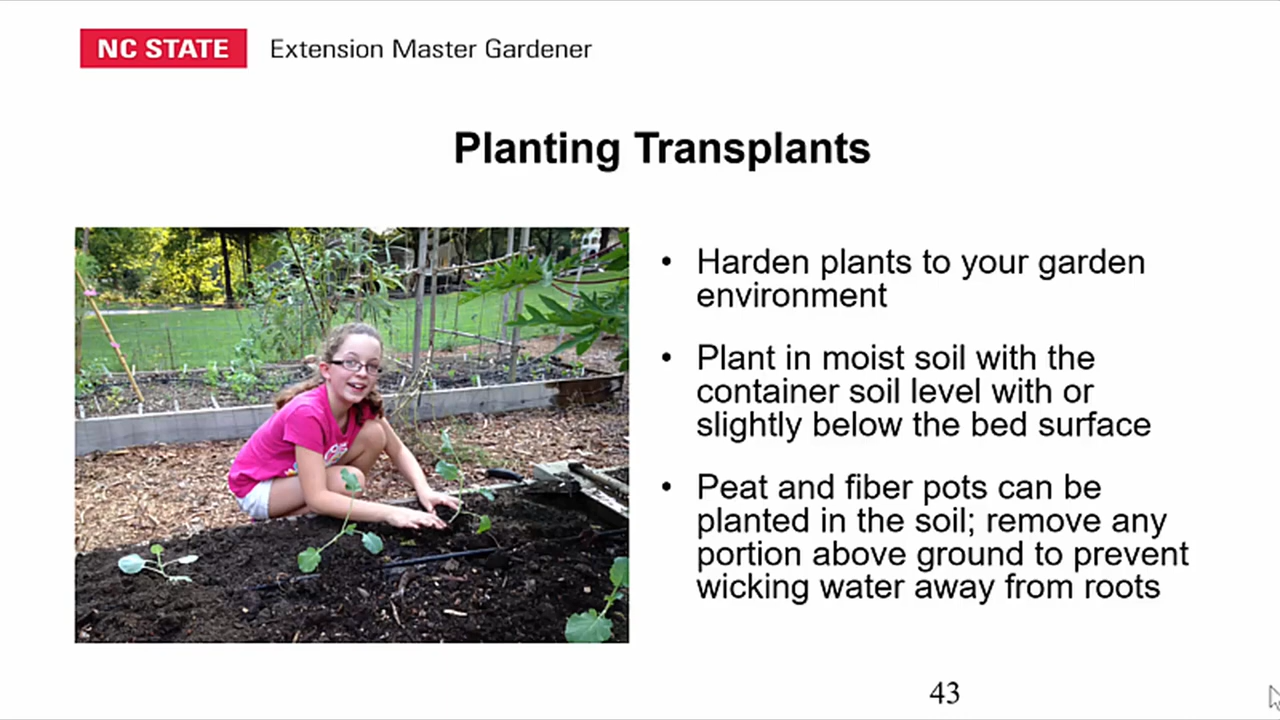 NC STATE Extension Master Gardener
Planting Transplants
• Harden plants to your garden
environment
• Plant in moist soil with the
container soil level with or
slightly below the bed surface
• Peat and fiber pots can be
planted in the soil; remove any
portion above ground to prevent
wicking water away from roots
43